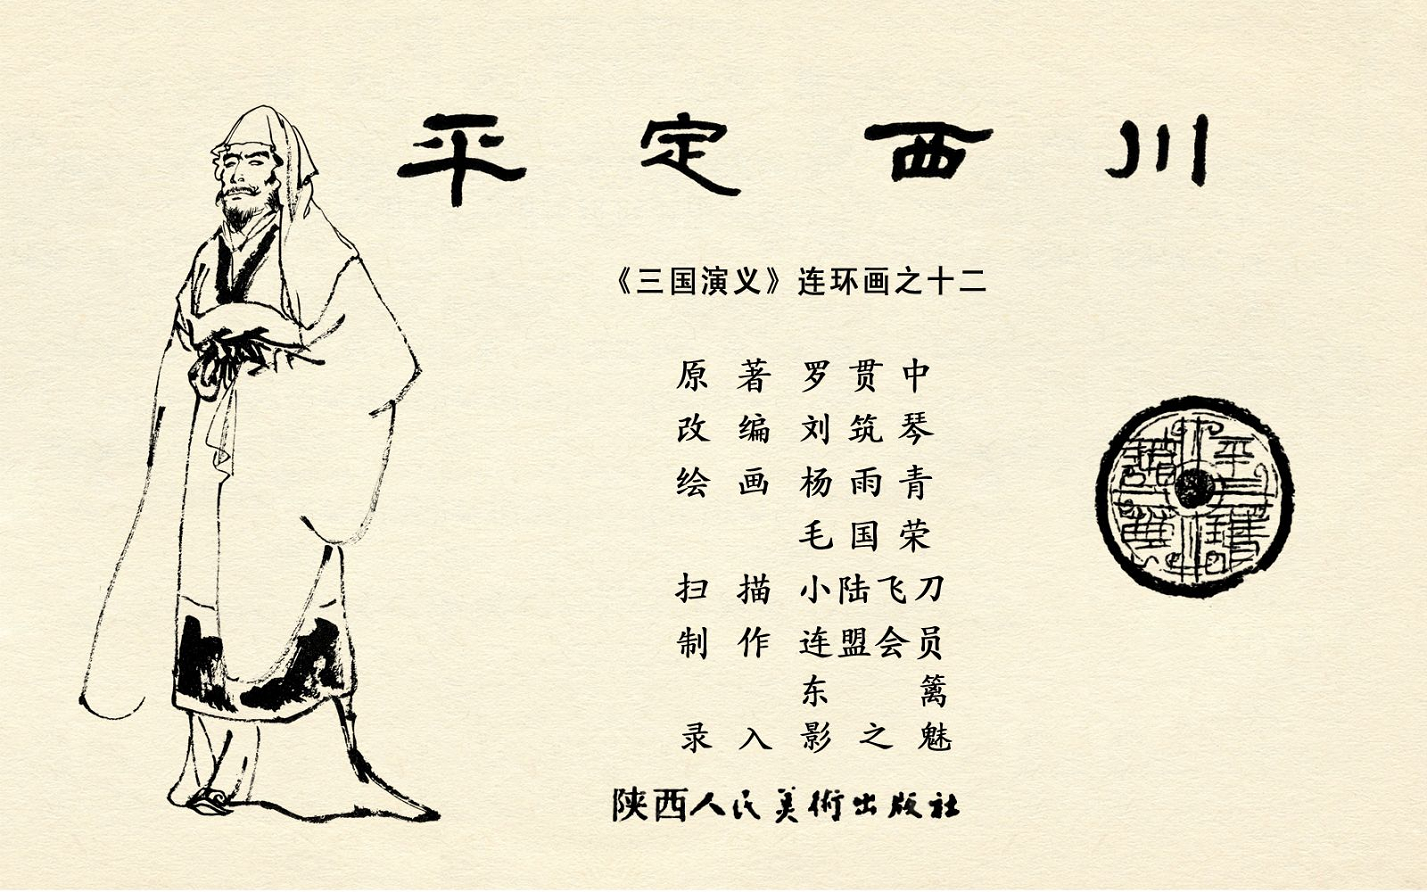 平定西川
《三国演义》连环画之十二
原著 罗贯中
改编 刘筑琴
绘画 杨雨青
毛国荣
扫描 小陆飞刀
制作 连盟会员
东篱
录入 影之魅
陕西人民美術出版社